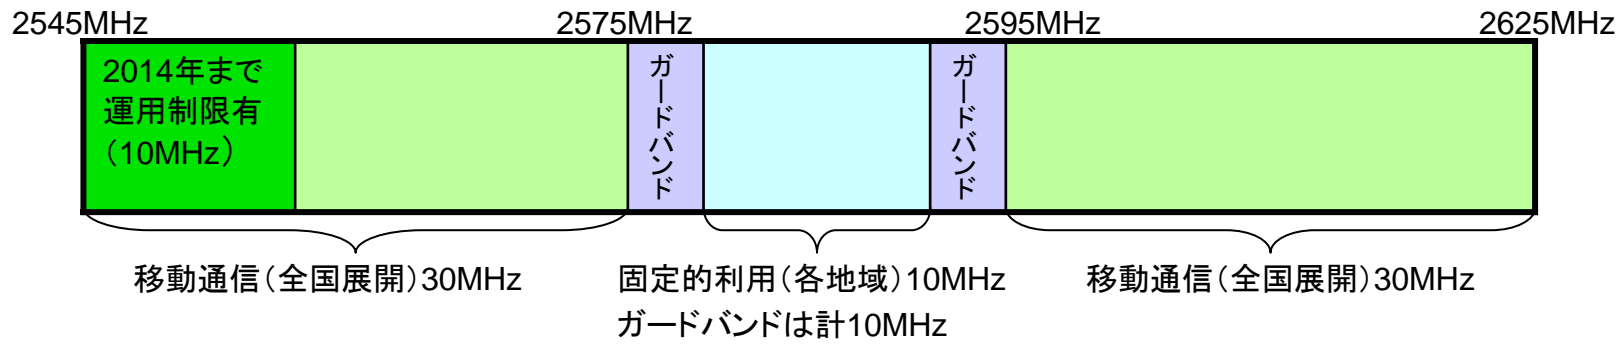 2545MHz
2575MHz
2595MHz
2625MHz
2014年まで
運用制限有
（10MHz）
ガードバンド
ガードバンド
移動通信（全国展開）30MHz
固定的利用（各地域）10MHz
ガードバンドは計10MHz
移動通信（全国展開）30MHz